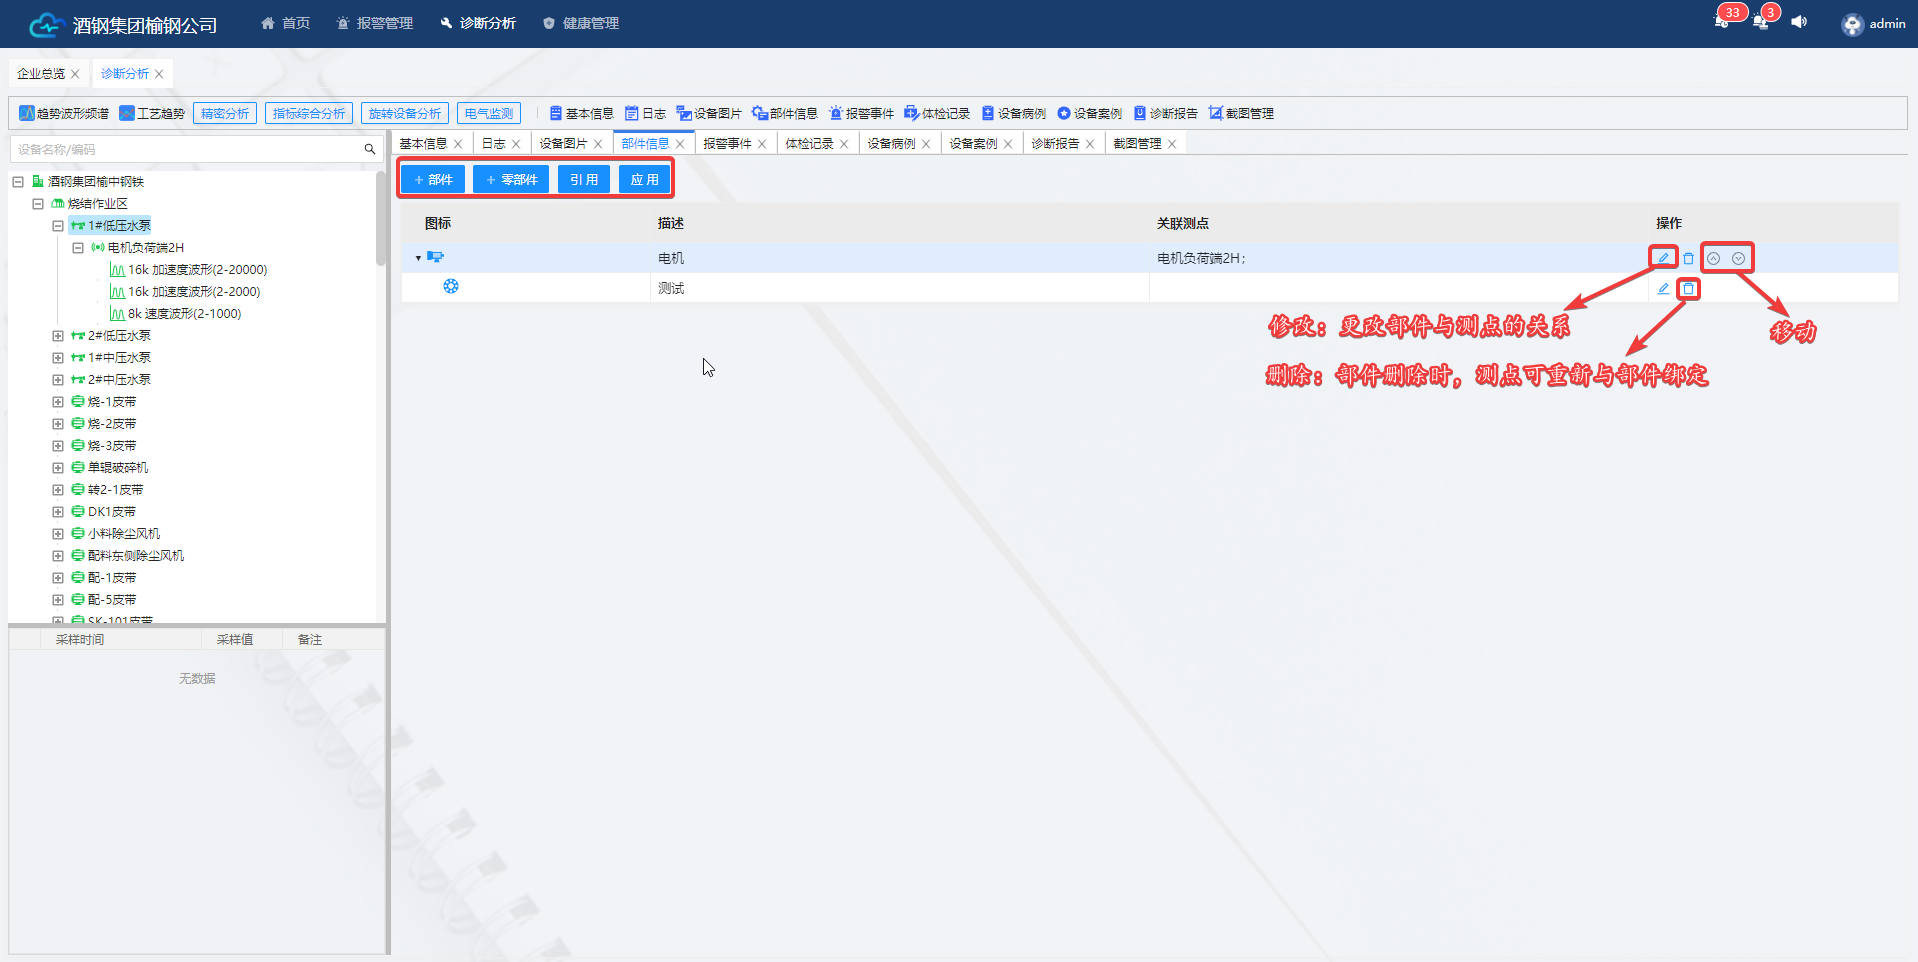 酒钢集团榆钢公司 首页 报警管理 诊断分析 健康管理 33 3 admin
企业总览 诊断分析
趋势波形频谱 工艺趋势 精密分析 指标综合分析 旋转设备分析 电气监测 基本信息 日志 设备图片 部件信息 报警事件 体检记录 设备病例 设备案例 诊断报告 截图管理
设备名称/编码
基本信息 日志 设备图片 部件信息 报警事件 体检记录 设备病例 设备案例 诊断报告 截图管理
+ 部件 + 零部件 引 用 应 用
图标 描述 关联测点 操作
电机 电机负荷端2H；
测试
修改：更改部件与测点的关系
移动
删除：部件删除时，测点可重新与部件绑定
酒钢集团榆中钢铁
烧结作业区
1#低压水泵
电机负荷端2H
16k 加速度波形(2-20000)
16k 加速度波形(2-2000)
8k 速度波形(2-1000)
2#低压水泵
1#中压水泵
2#中压水泵
烧-1皮带
烧-2皮带
烧-3皮带
单辊破碎机
转2-1皮带
DK1皮带
小料除尘风机
配料东侧除尘风机
配-1皮带
配-5皮带
SK-101皮带
采样时间 采样值 备注
无数据